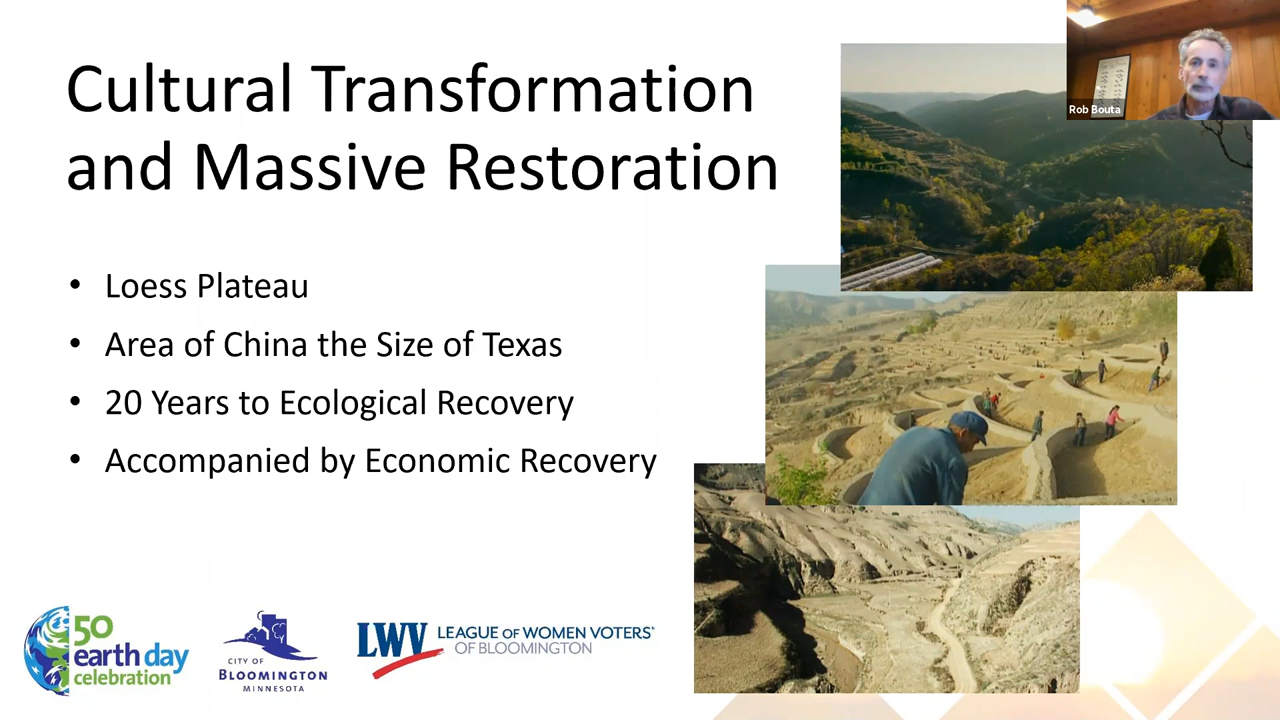 Cultural Transformation
and Massive Restoration
Rob Bouta
• Loess Plateau
• Area of China the Size of Texas
• 20 Years to Ecological Recovery
• Accompanied by Economic Recovery
50
earth day
celebration
CITY OF
BLOOMINGTON
MINNESOTA
LWV LEAGUE OF WOMEN VOTERS®
OF BLOOMINGTON